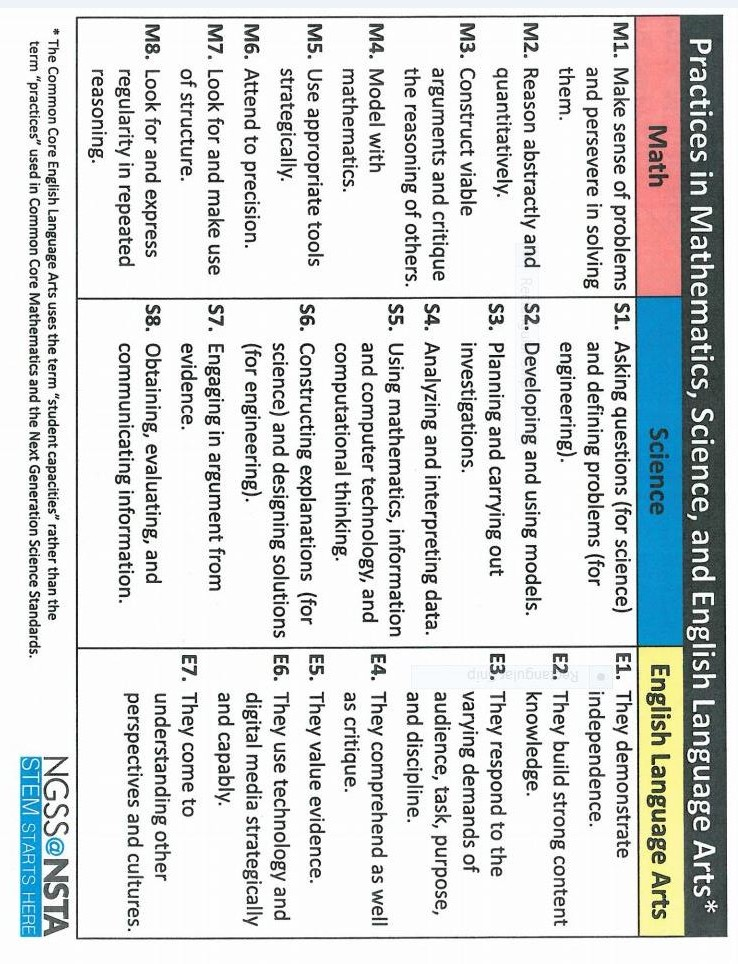 Practices in Mathematics, Science, and English Language Arts*
Math
M1. Make sense of problems
and persevere in solving
them.
M2. Reason abstractly and
quantitatively.
M3. Construct viable
arguments and critique
the reasoning of others.
M4. Model with
mathematics.
M5. Use appropriate tools
strategically.
M6. Attend to precision.
M7. Look for and make use
of structure.
M8. Look for and express
regularity in repeated
reasoning.
Science
S1. Asking questions (for science)
and defining problems (for
engineering).
S2. Developing and using models.
S3. Planning and carrying out
investigations.
S4. Analyzing and interpreting data.
S5. Using mathematics, information
and computer technology, and
computational thinking.
S6. Constructing explanations (for
science) and designing solutions
(for engineering).
S7. Engaging in argument from
evidence.
S8. Obtaining, evaluating, and
communicating information.
English Language Arts
E1. They demonstrate
independence.
E2. They build strong content
knowledge.
E3. They respond to the
varying demands of
audience, task, purpose,
and discipline.
E4. They comprehend as well
as critique.
E5. They value evidence.
E6. They use technology and
digital media strategically
and capably.
E7. They come to
understanding other
perspectives and cultures.
* The Common Core English Language Arts uses the term "student capacities" rather than the
term "practices" used in Common Core Mathematics and the Next Generation Science Standards.
NGSS@NSTA
STEM STARTS HERE